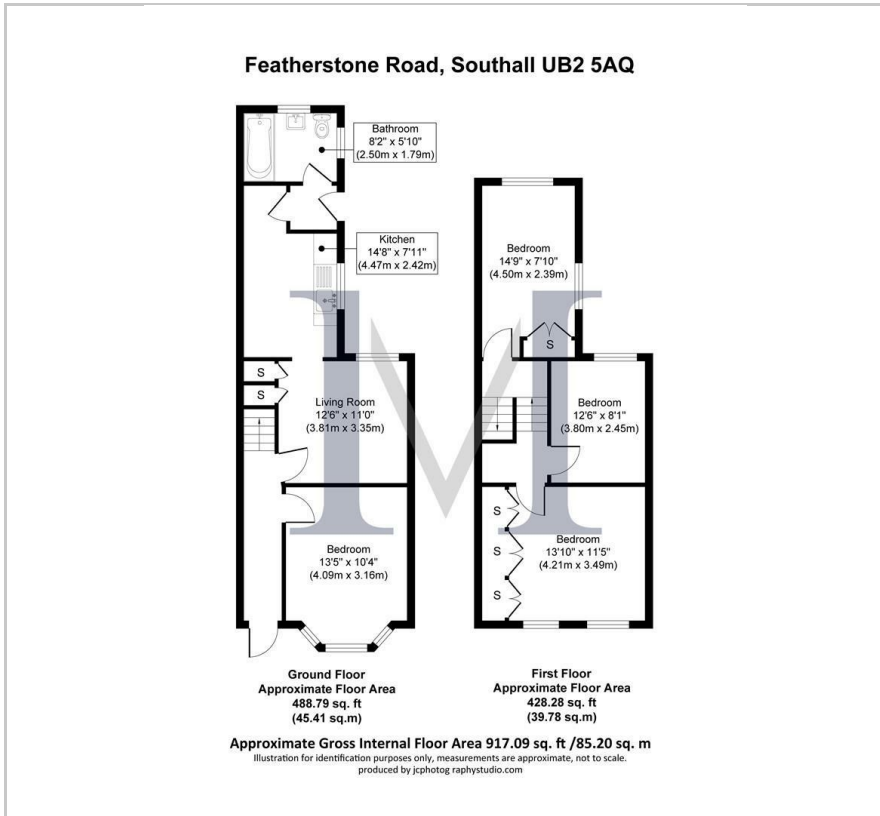 Featherstone Road, Southall UB2 5AQ
Bathroom
8'2" x 5'10"
(2.50m x 1.79m)
Kitchen
14'8" x 7'11"
(4.47m x 2.42m)
S
S
Living Room
12'6" x 11'0"
(3.81m x 3.35m)
Bedroom
13'5" x 10'4"
(4.09m x 3.16m)
Bedroom
14'9" x 7'10"
(4.50m x 2.39m)
S
Bedroom
12'6" x 8'1"
(3.80m x 2.45m)
S
S
S
Bedroom
13'10" x 11'5"
(4.21m x 3.49m)
IMI
Ground Floor
Approximate Floor Area
488.79 sq. ft
(45.41 sq.m)
First Floor
Approximate Floor Area
428.28 sq. ft
(39.78 sq.m)
Approximate Gross Internal Floor Area 917.09 sq. ft /85.20 sq. m
Illustration for identification purposes only, measurements are approximate, not to scale.
produced by jcphotog raphystudio.com